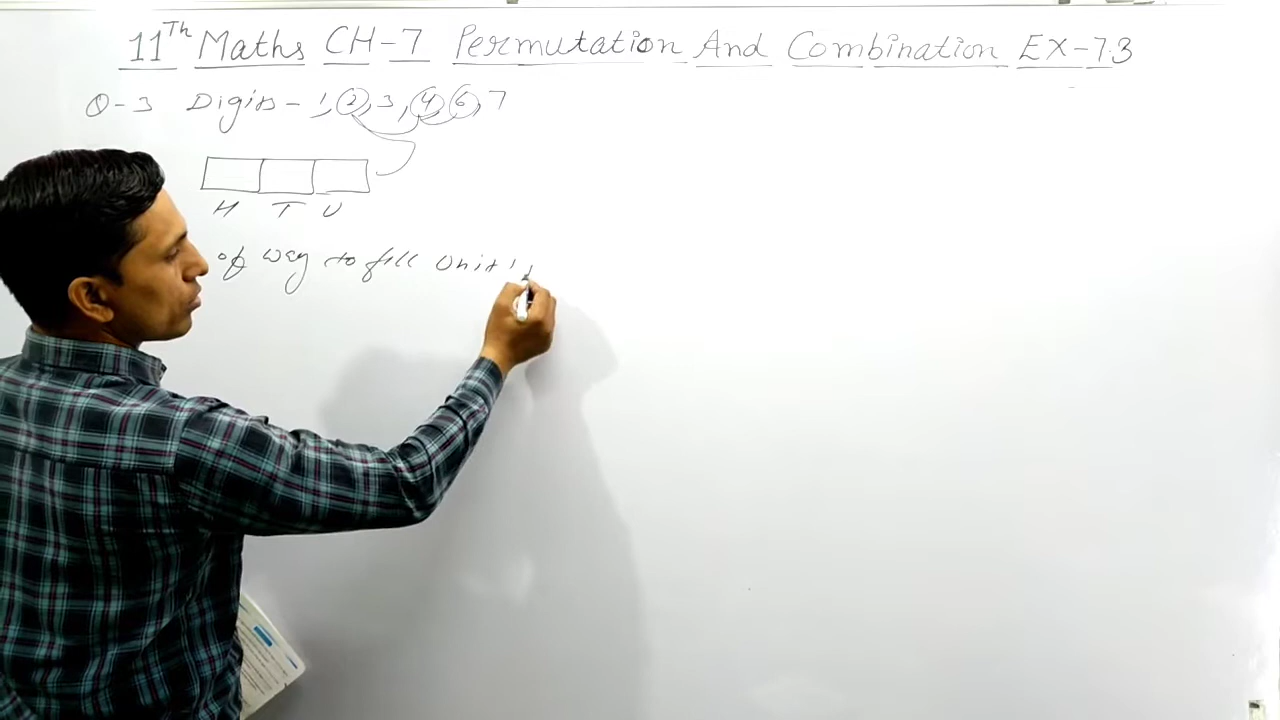 11Th Maths CH-7 Permutation And Combination EX-7.3
Q-3 Digits - 1, 2, 3, 4, 6, 7
H T U
of way to fill Unit'